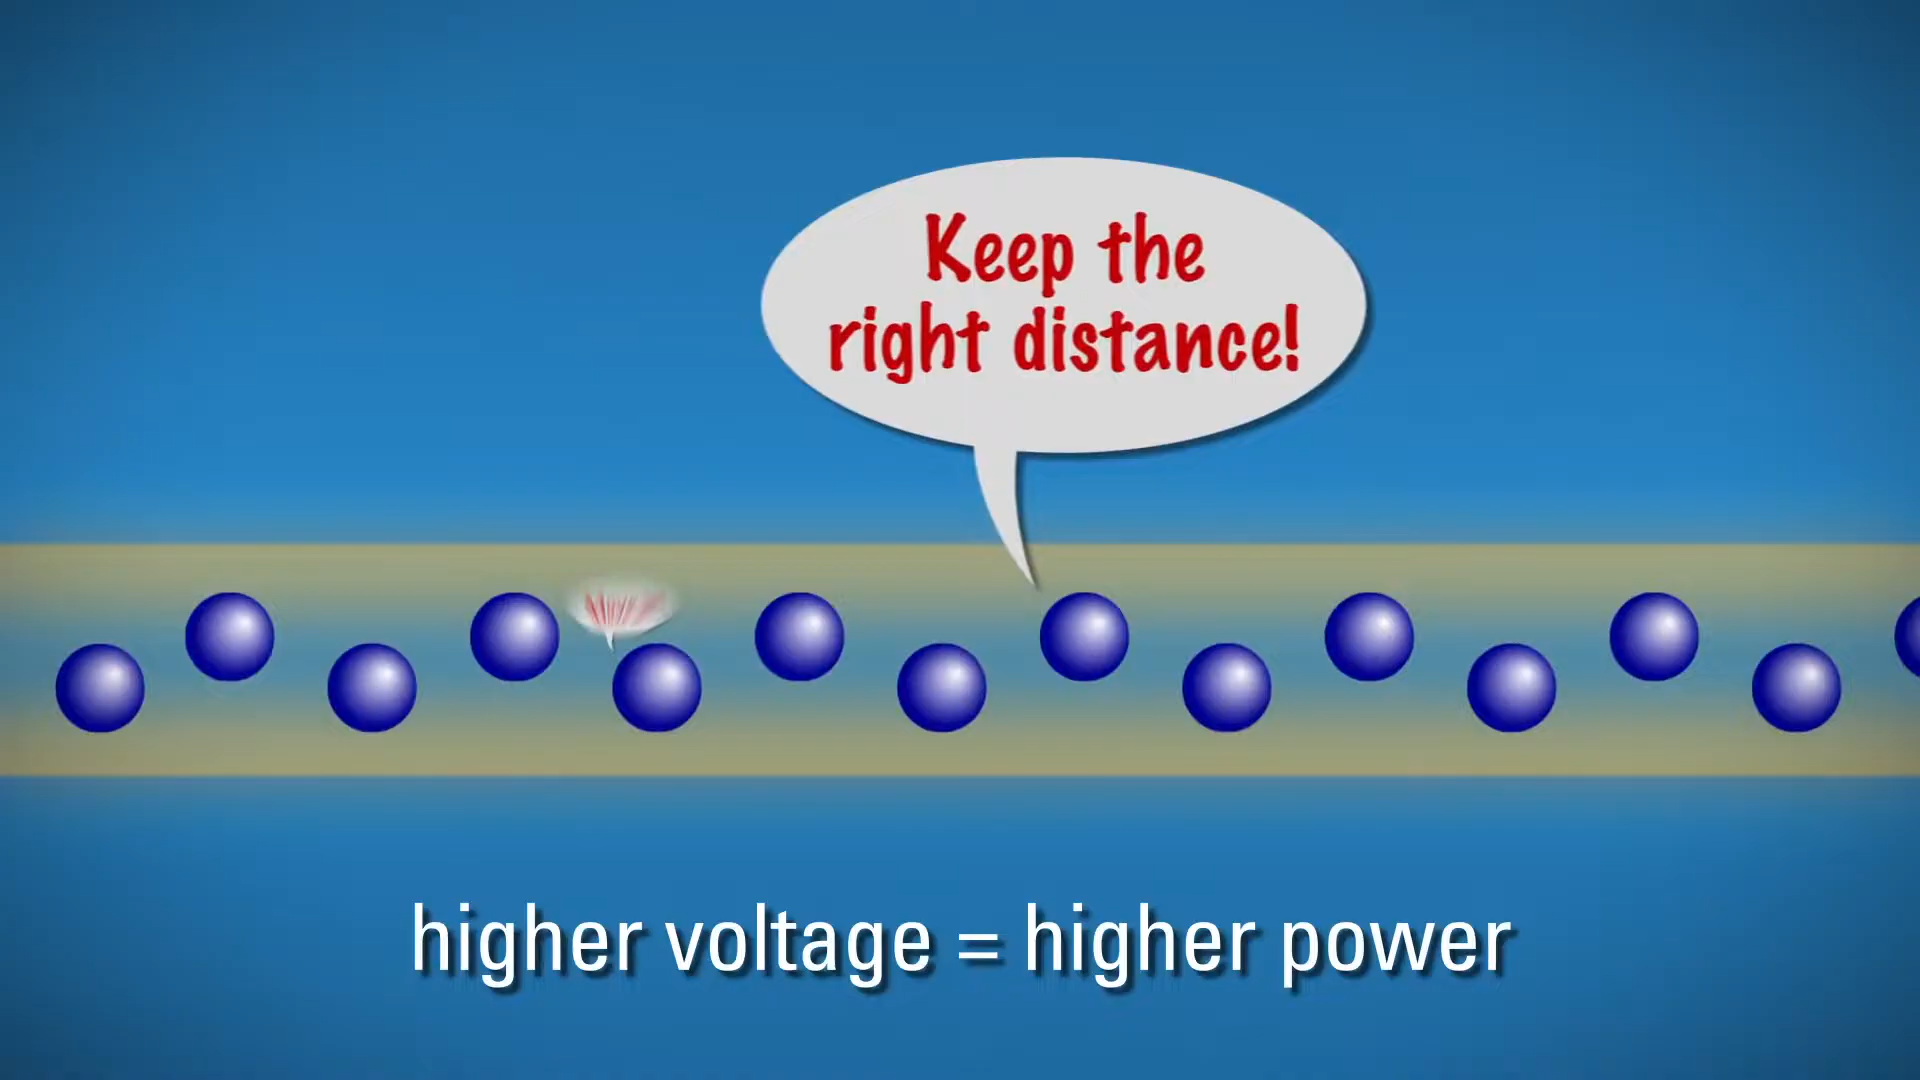 Keep the
right distance!
higher voltage = higher power